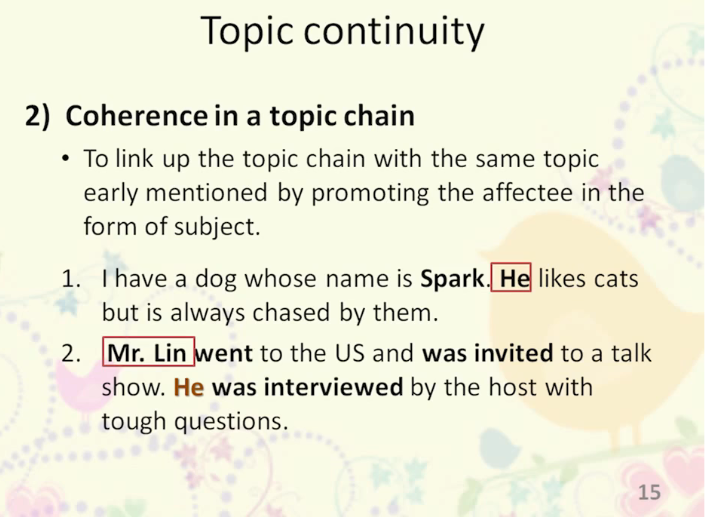 Topic continuity
2) Coherence in a topic chain
• To link up the topic chain with the same topic
early mentioned by promoting the affectee in the
form of subject.
1. I have a dog whose name is Spark. He likes cats
but is always chased by them.
2. Mr. Lin went to the US and was invited to a talk
show. He was interviewed by the host with
tough questions.
15